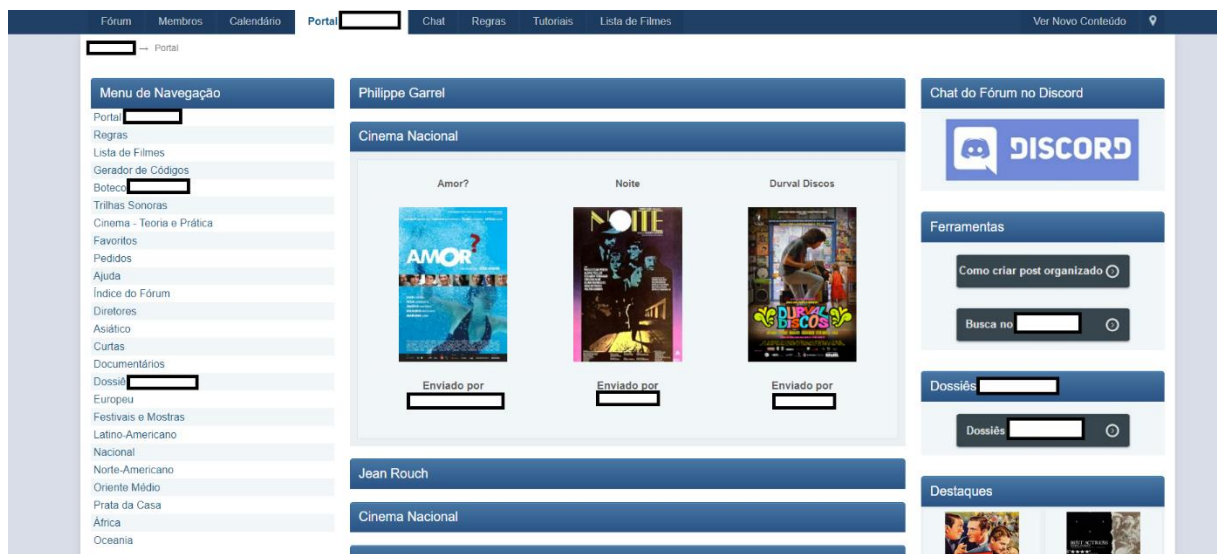 Fórum Membros Calendário Portal Chat Regras Tutoriais Lista de Filmes Ver Novo Conteúdo
→ Portal
Menu de Navegação
Portal
Regras
Lista de Filmes
Gerador de Códigos
Boteco
Trilhas Sonoras
Cinema - Teoria e Prática
Favoritos
Pedidos
Ajuda
Índice do Fórum
Diretores
Asiático
Curtas
Documentários
Dossiê
Europeu
Festivais e Mostras
Latino-Americano
Nacional
Norte-Americano
Oriente Médio
Prata da Casa
África
Oceania
Philippe Garrel
Cinema Nacional
Amor? Noite Durval Discos
AMOR?
NOITE
DURVAL
DISCOS
Enviado por Enviado por Enviado por
Jean Rouch
Cinema Nacional
Chat do Fórum no Discord
DISCORD
Ferramentas
Como criar post organizado
Busca no
Dossiês
Dossiês
Destaques
BEST ACTRESS